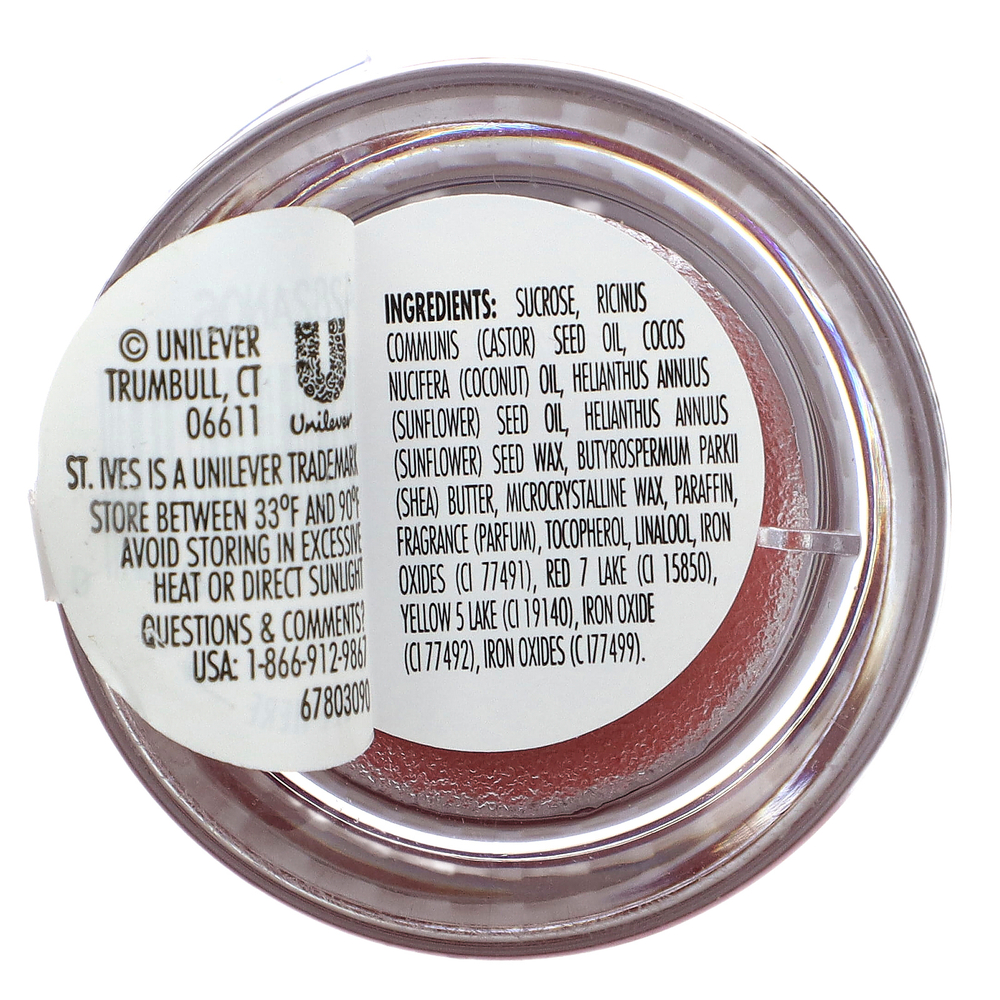 © UNILEVER
TRUMBULL, CT
06611
Unilever
ST. IVES IS A UNILEVER TRADEMARK
STORE BETWEEN 33°F AND 90°F
AVOID STORING IN EXCESSIVE
HEAT OR DIRECT SUNLIGHT
QUESTIONS & COMMENTS?
USA: 1-866-912-9867
67803090
INGREDIENTS: SUCROSE, RICINUS
COMMUNIS (CASTOR) SEED OIL, COCOS
NUCIFERA (COCONUT) OIL, HELIANTHUS ANNUUS
(SUNFLOWER) SEED OIL, HELIANTHUS ANNUUS
(SUNFLOWER) SEED WAX, BUTYROSPERMUM PARKII
(SHEA) BUTTER, MICROCRYSTALLINE WAX, PARAFFIN,
FRAGRANCE (PARFUM), TOCOPHEROL, LINALOOL, IRON
OXIDES (CI 77491), RED 7 LAKE (CI 15850),
YELLOW 5 LAKE (CI 19140), IRON OXIDE
(CI 77492), IRON OXIDES (CI77499).